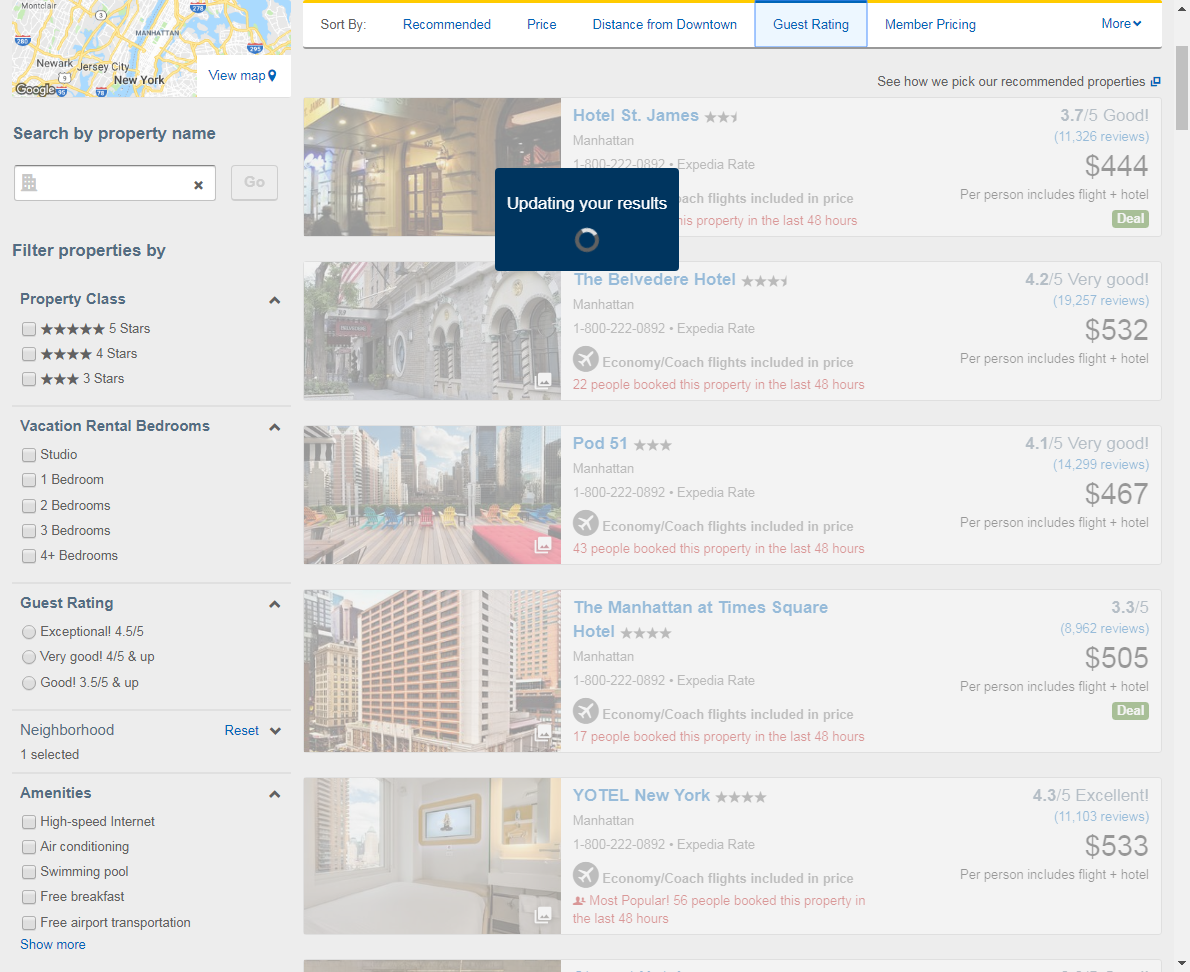 Montclair
278
3
MANHATTAN
280
295
Newark
Jersey City
9
New York
Google
95
78
View map
Search by property name
Go
Filter properties by
Property Class
5 Stars
4 Stars
3 Stars
Vacation Rental Bedrooms
Studio
1 Bedroom
2 Bedrooms
3 Bedrooms
4+ Bedrooms
Guest Rating
Exceptional! 4.5/5
Very good! 4/5 & up
Good! 3.5/5 & up
Neighborhood Reset
1 selected
Amenities
High-speed Internet
Air conditioning
Swimming pool
Free breakfast
Free airport transportation
Show more
Sort By: Recommended Price Distance from Downtown Guest Rating Member Pricing More
See how we pick our recommended properties
Hotel St. James 3.7/5 Good!
Manhattan (11,326 reviews)
1-800-222-0892 • Expedia Rate $444
Updating your results
oach flights included in price Per person includes flight + hotel
his property in the last 48 hours Deal
The Belvedere Hotel 4.2/5 Very good!
Manhattan (19,257 reviews)
1-800-222-0892 • Expedia Rate $532
Economy/Coach flights included in price Per person includes flight + hotel
22 people booked this property in the last 48 hours
Pod 51 4.1/5 Very good!
Manhattan (14,299 reviews)
1-800-222-0892 • Expedia Rate $467
Economy/Coach flights included in price Per person includes flight + hotel
43 people booked this property in the last 48 hours
The Manhattan at Times Square 3.3/5
Hotel (8,962 reviews)
Manhattan $505
1-800-222-0892 • Expedia Rate Per person includes flight + hotel
Economy/Coach flights included in price Deal
17 people booked this property in the last 48 hours
YOTEL New York 4.3/5 Excellent!
Manhattan (11,103 reviews)
1-800-222-0892 • Expedia Rate $533
Economy/Coach flights included in price Per person includes flight + hotel
Most Popular! 56 people booked this property in
the last 48 hours